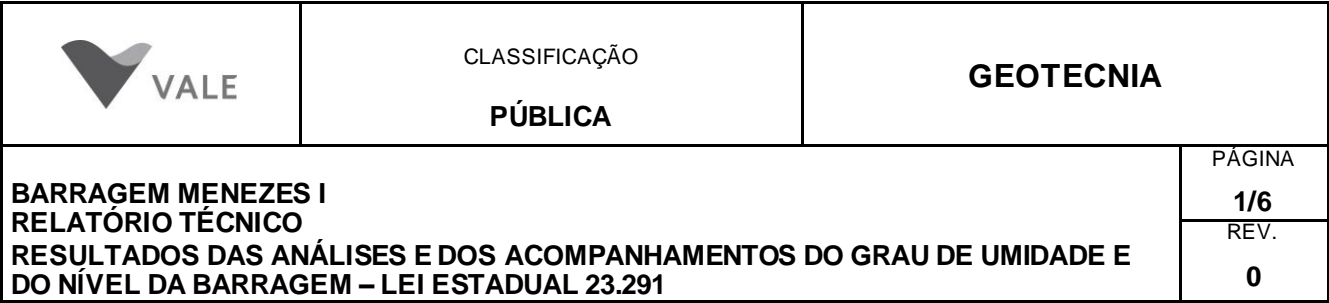 VALE
CLASSIFICAÇÃO
PÚBLICA
GEOTECNIA
BARRAGEM MENEZES I
RELATÓRIO TÉCNICO
RESULTADOS DAS ANÁLISES E DOS ACOMPANHAMENTOS DO GRAU DE UMIDADE E
DO NÍVEL DA BARRAGEM – LEI ESTADUAL 23.291
PÁGINA
1/6
REV.
0